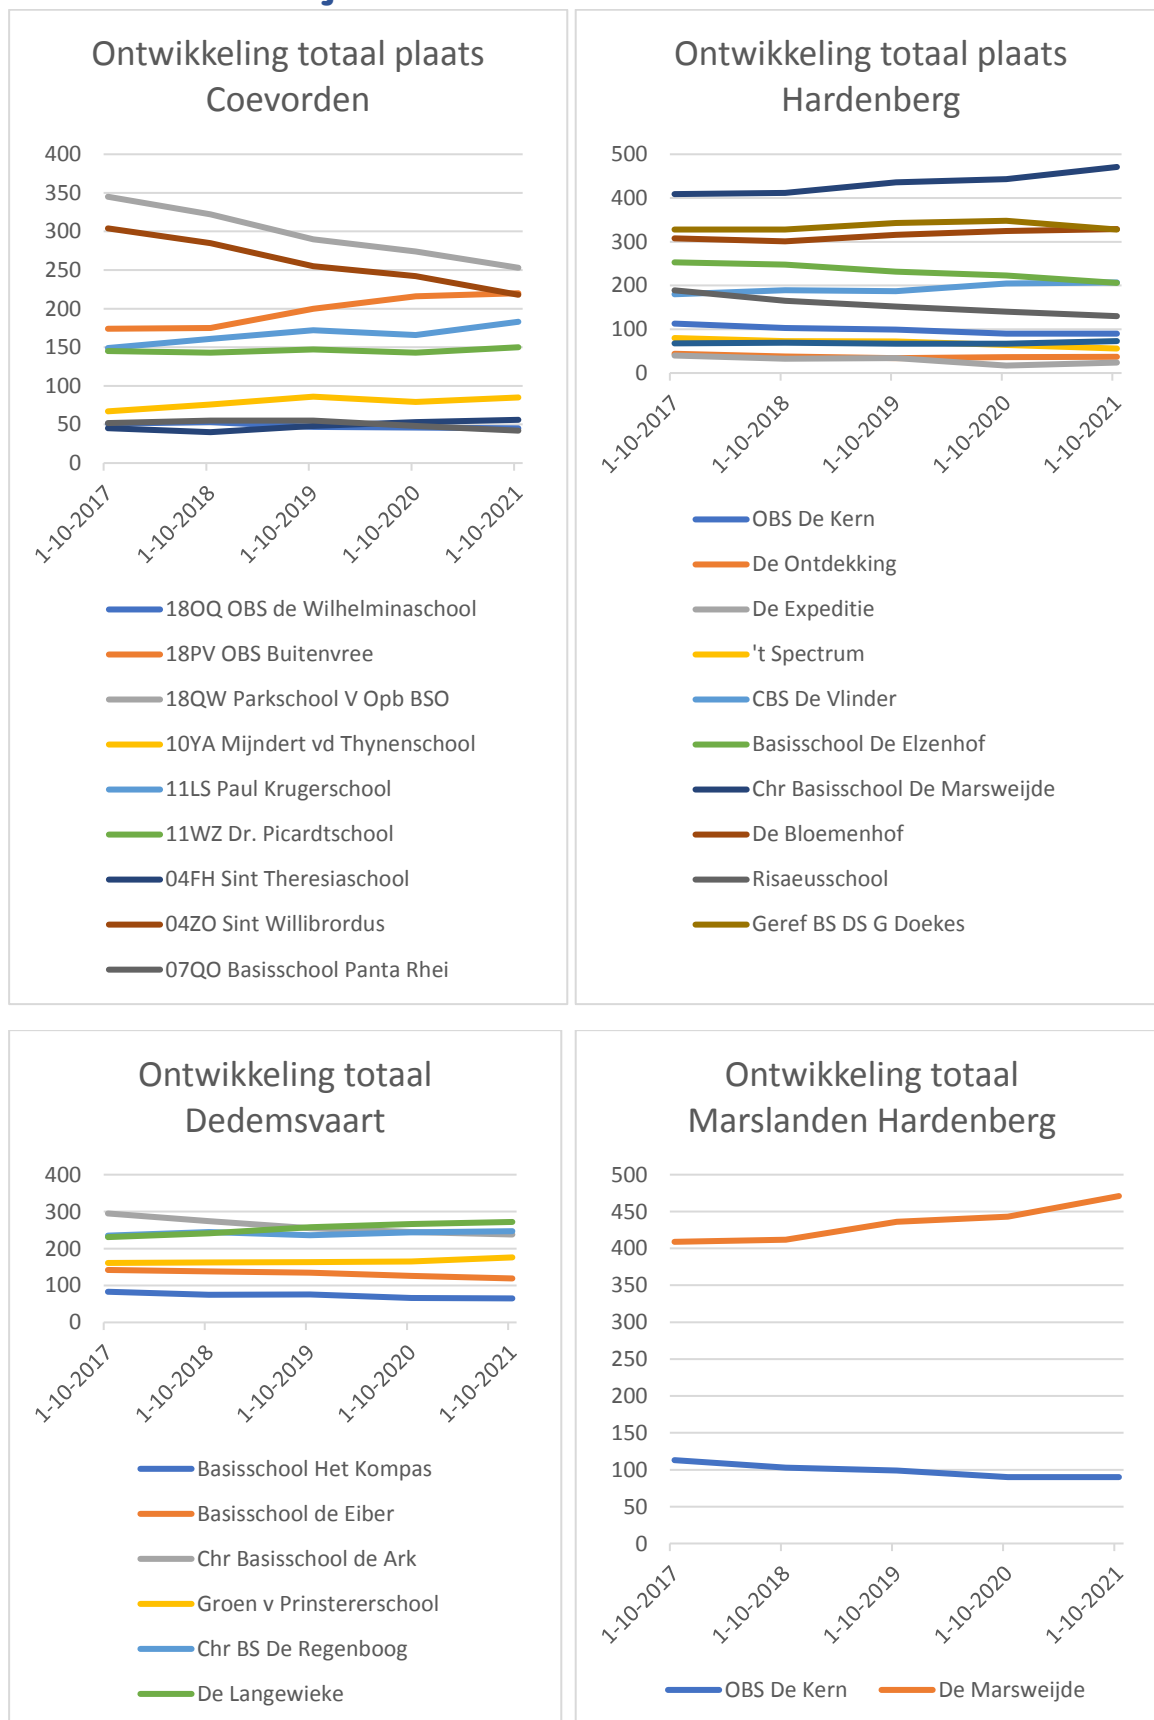 Ontwikkeling totaal plaats
Coevorden
400
350
300
250
200
150
100
50
0
1-10-2017
1-10-2018
1-10-2019
1-10-2020
1-10-2021
18OQ OBS de Wilhelminaschool
18PV OBS Buitenvree
18QW Parkschool V Opb BSO
10YA Mijndert vd Thynenschool
11LS Paul Krugerschool
11WZ Dr. Picardtschool
04FH Sint Theresiaschool
04ZO Sint Willibrordus
07QO Basisschool Panta Rhei
Ontwikkeling totaal plaats
Hardenberg
500
400
300
200
100
0
1-10-2017
1-10-2018
1-10-2019
1-10-2020
1-10-2021
OBS De Kern
De Ontdekking
De Expeditie
't Spectrum
CBS De Vlinder
Basisschool De Elzenhof
Chr Basisschool De Marsweijde
De Bloemenhof
Risaeusschool
Geref BS DS G Doekes
Ontwikkeling totaal
Dedemsvaart
400
300
200
100
0
1-10-2017
1-10-2018
1-10-2019
1-10-2020
1-10-2021
Basisschool Het Kompas
Basisschool de Eiber
Chr Basisschool de Ark
Groen v Prinstererschool
Chr BS De Regenboog
De Langewieke
Ontwikkeling totaal
Marslanden Hardenberg
500
450
400
350
300
250
200
150
100
50
0
1-10-2017
1-10-2018
1-10-2019
1-10-2020
1-10-2021
OBS De Kern
De Marsweijde